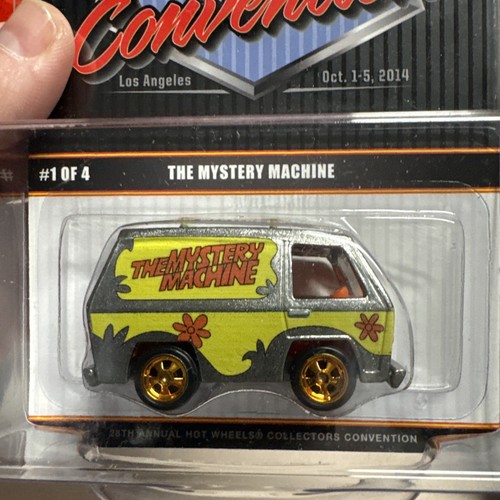 Convention
Los Angeles Oct. 1-5, 2014
#1 OF 4 THE MYSTERY MACHINE
THE MYSTERY
MACHINE
28TH ANNUAL HOT WHEELS® COLLECTORS CONVENTION